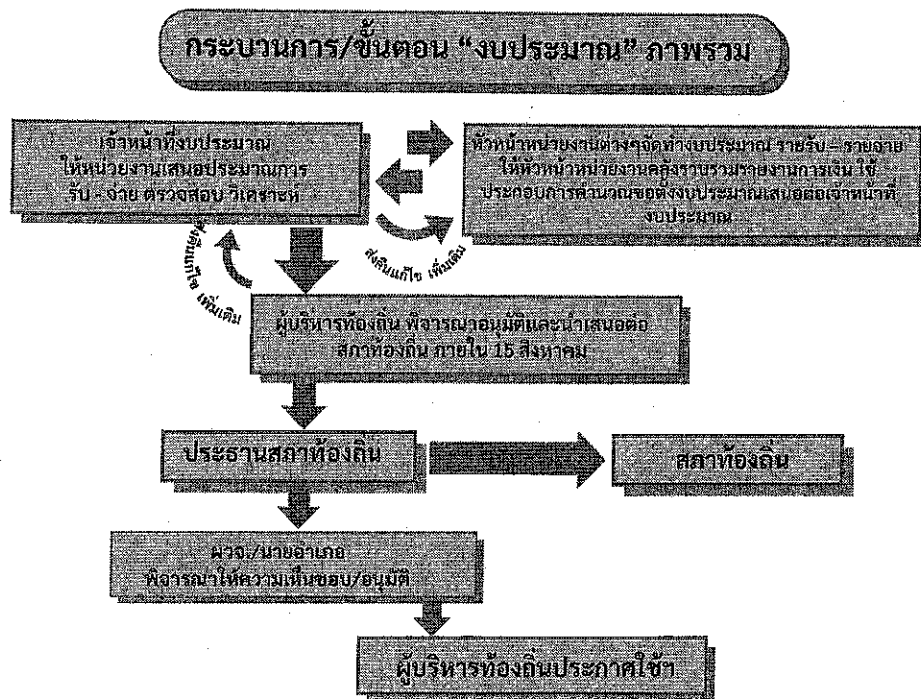 กระบวนการ/ขั้นตอน “งบประมาณ” ภาพรวม
เจ้าหน้าที่งบประมาณ
ให้หน่วยงานเสนอประมาณการ
รับ - จ่าย ตรวจสอบ วิเคราะห์
หัวหน้าหน่วยงานต่างๆจัดทำงบประมาณ รายรับ – รายจ่าย
ให้หัวหน้าหน่วยงานคลังรวบรวมรายงานการเงิน ใช้
ประกอบการคำนวณขอตั้งงบประมาณเสนอต่อเจ้าหน้าที่
งบประมาณ
ส่งคืนแก้ไข เพิ่มเติม
ส่งคืนแก้ไข เพิ่มเติม
ผู้บริหารท้องถิ่น พิจารณาอนุมัติและนำเสนอต่อ
สภาท้องถิ่น ภายใน 15 สิงหาคม
ประธานสภาท้องถิ่น
สภาท้องถิ่น
ผวจ./นายอำเภอ
พิจารณาให้ความเห็นชอบ/อนุมัติ
ผู้บริหารท้องถิ่นประกาศใช้ฯ